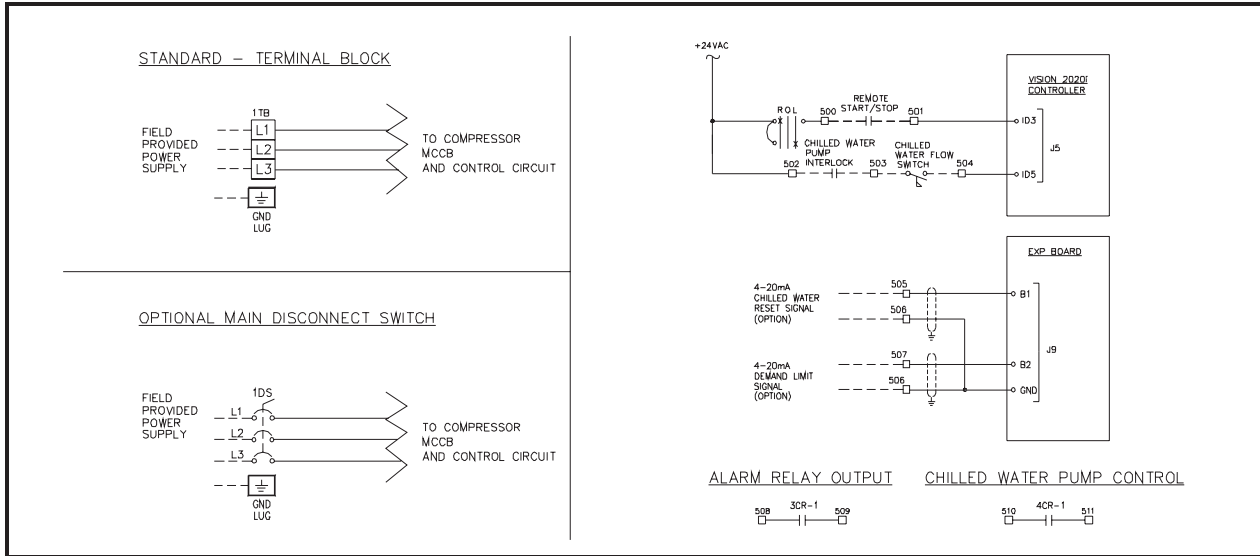 STANDARD – TERMINAL BLOCK
1TB
FIELD
PROVIDED
POWER
SUPPLY
L1
L2
L3
TO COMPRESSOR
MCCB
AND CONTROL CIRCUIT
GND
LUG
OPTIONAL MAIN DISCONNECT SWITCH
1DS
FIELD
PROVIDED
POWER
SUPPLY
L1
L2
L3
TO COMPRESSOR
MCCB
AND CONTROL CIRCUIT
GND
LUG
+24VAC
R O L
500
REMOTE
START/STOP
501
502
CHILLED WATER
PUMP
INTERLOCK
503
CHILLED
WATER FLOW
SWITCH
504
VISION 2020i
CONTROLLER
ID3
J5
ID5
EXP BOARD
4-20mA
CHILLED WATER
RESET SIGNAL
(OPTION)
505
506
B1
J9
4-20mA
DEMAND LIMIT
SIGNAL
(OPTION)
507
506
B2
GND
ALARM RELAY OUTPUT
508 3CR-1 509
CHILLED WATER PUMP CONTROL
510 4CR-1 511